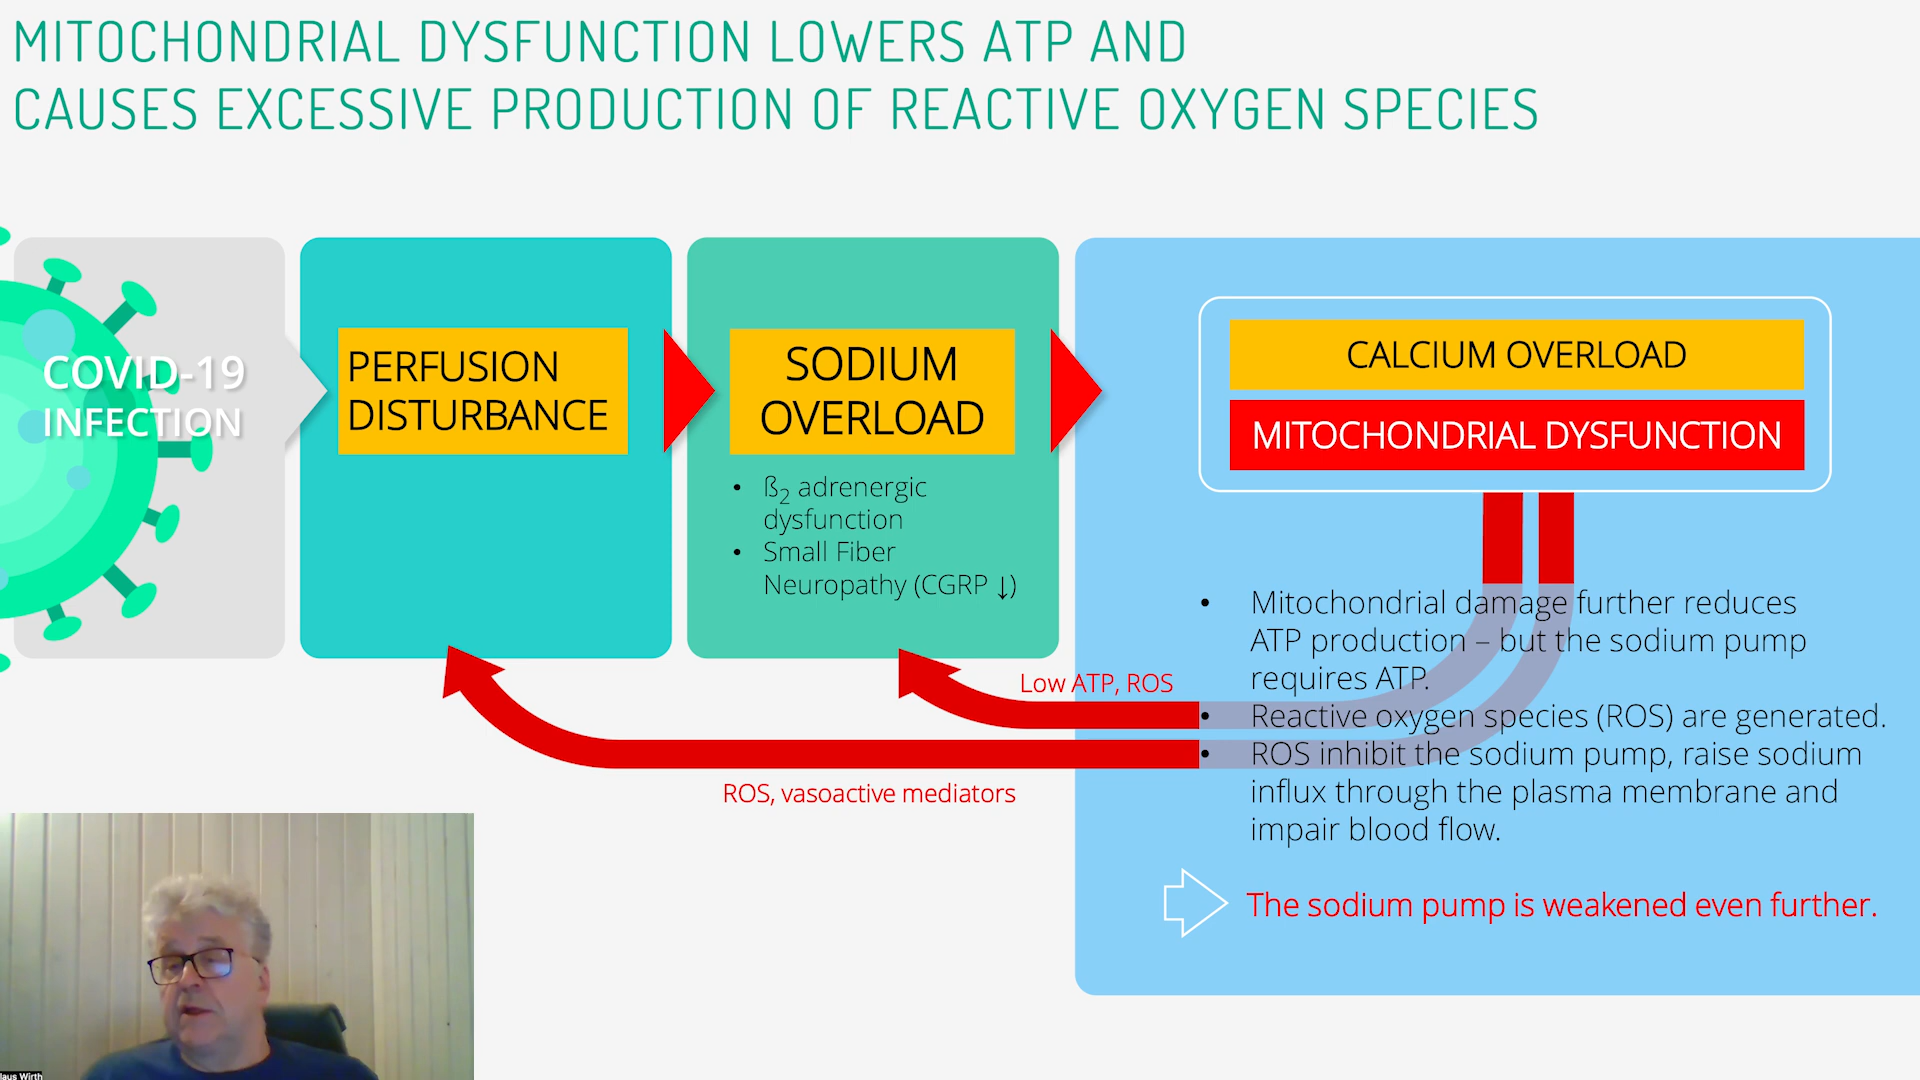 MITOCHONDRIAL DYSFUNCTION LOWERS ATP AND
CAUSES EXCESSIVE PRODUCTION OF REACTIVE OXYGEN SPECIES
COVID-19
INFECTION
PERFUSION
DISTURBANCE
SODIUM
OVERLOAD
• ß2 adrenergic
dysfunction
• Small Fiber
Neuropathy (CGRP ↓)
CALCIUM OVERLOAD
MITOCHONDRIAL DYSFUNCTION
• Mitochondrial damage further reduces
ATP production – but the sodium pump
requires ATP.
• Reactive oxygen species (ROS) are generated.
• ROS inhibit the sodium pump, raise sodium
influx through the plasma membrane and
impair blood flow.
The sodium pump is weakened even further.
Low ATP, ROS
ROS, vasoactive mediators
laus Wirth